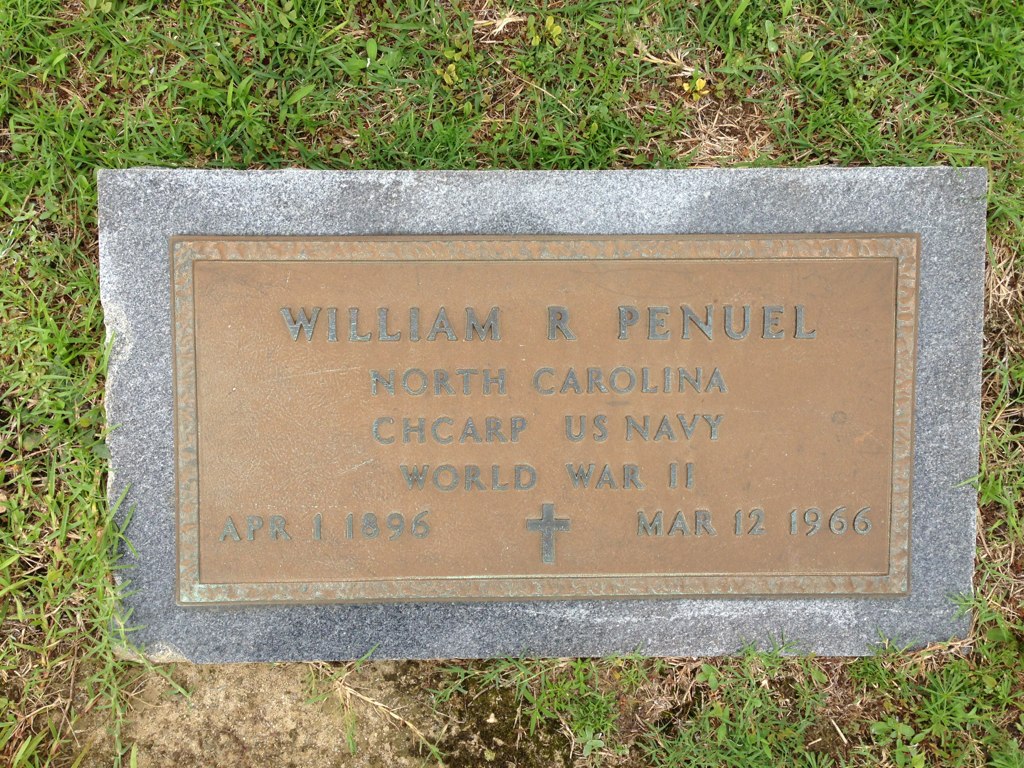 WILLIAM R PENUEL
NORTH CAROLINA
CHCARP US NAVY
WORLD WAR II
APR 1 1896 MAR 12 1966